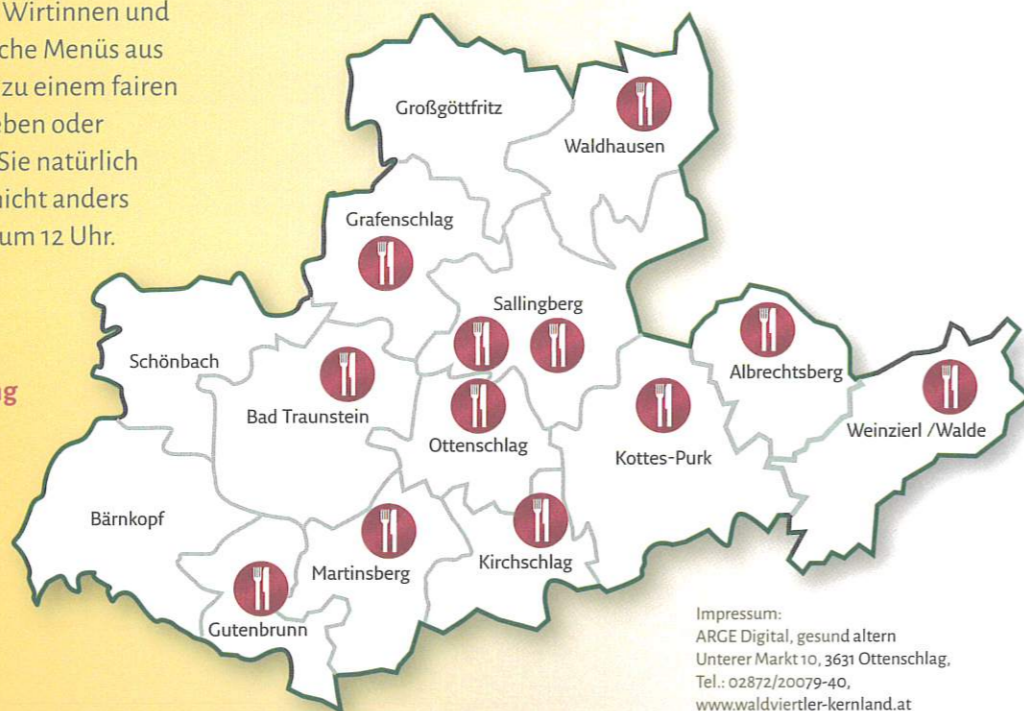 Wirtinnen und
che Menüs aus
zu einem fairen
eben oder
Sie natürlich
nicht anders
um 12 Uhr.
g
Großgöttfritz
Waldhausen
Grafenschlag
Sallingberg
Schönbach
Albrechtsberg
Bad Traunstein
Weinzierl /Walde
Ottenschlag
Kottes-Purk
Bärnkopf
Kirchschlag
Martinsberg
Gutenbrunn
Impressum:
ARGE Digital, gesund altern
Unterer Markt 10, 3631 Ottenschlag,
Tel.: 02872/20079-40,
www.waldviertler-kernland.at